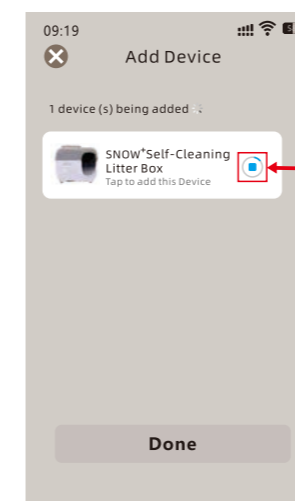 09:19
Add Device
1 device (s) being added
SNOW⁺Self-Cleaning
Litter Box
Tap to add this Device
Done